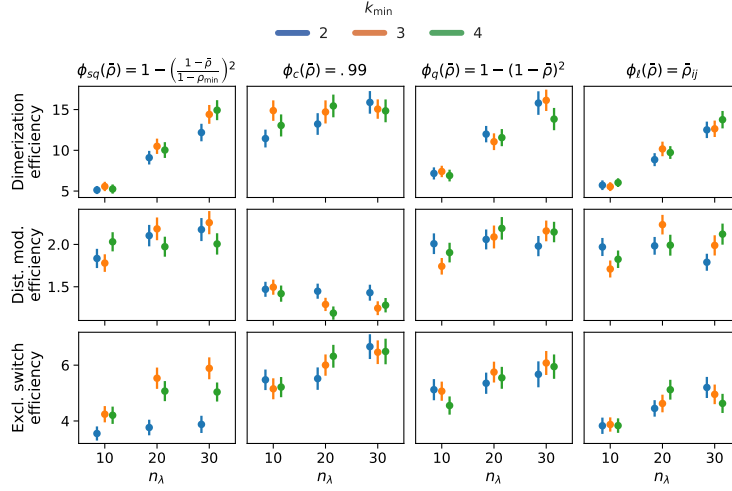 k_min
2 3 4
ϕ_sq(ρ̄) = 1 − ((1−ρ̄)/(1−ρ_min))^2 ϕ_c(ρ̄) = .99 ϕ_q(ρ̄) = 1 − (1 − ρ̄)^2 ϕ_ℓ(ρ̄) = ρ̄_ij
Dimerization
efficiency
15
10
5
Dist. mod.
efficiency
2.0
1.5
Excl. switch
efficiency
6
4
10 20 30 10 20 30 10 20 30 10 20 30
n_λ n_λ n_λ n_λ